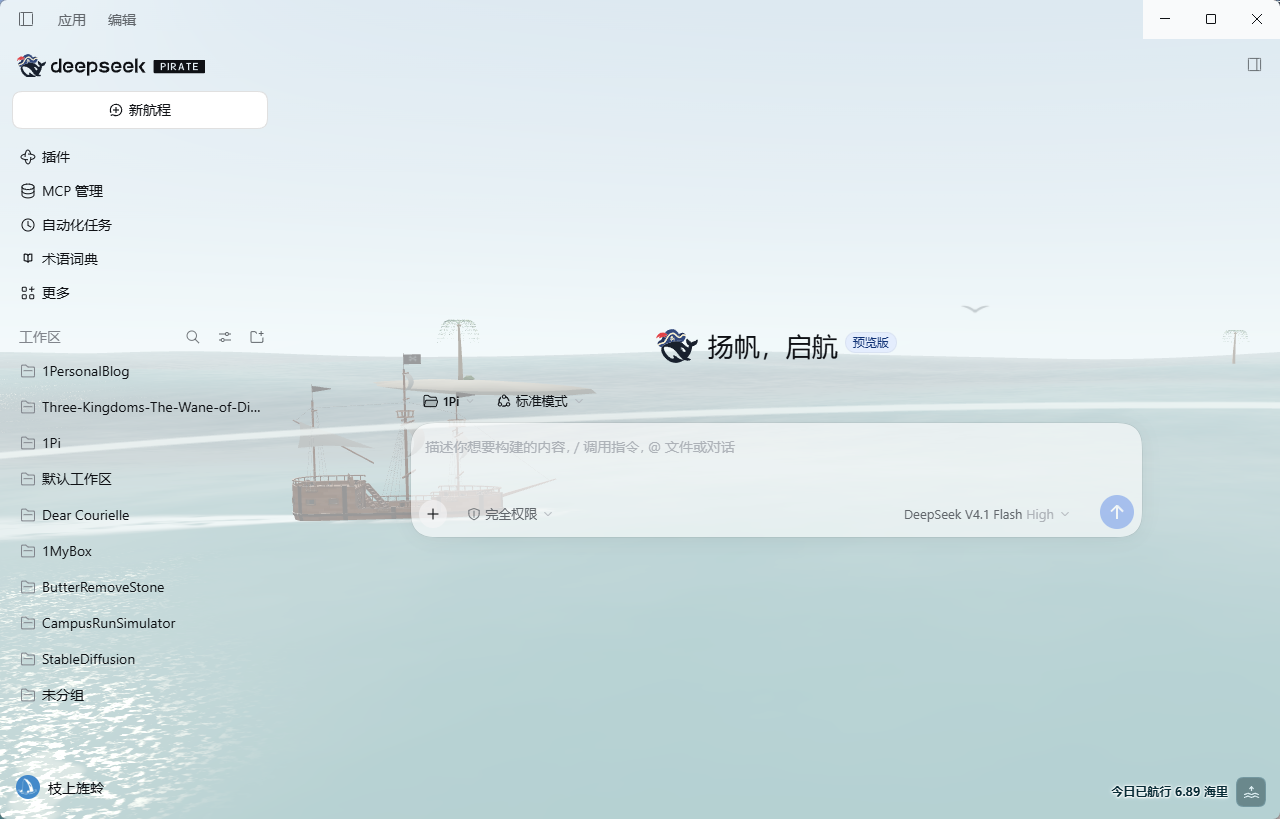 应用 编辑
deepseek PIRATE
新航程
插件
MCP 管理
自动化任务
术语词典
更多
工作区
1PersonalBlog
Three-Kingdoms-The-Wane-of-Di...
1Pi
默认工作区
Dear Courielle
1MyBox
ButterRemoveStone
CampusRunSimulator
StableDiffusion
未分组
枝上旌蛉
扬帆，启航 预览版
1Pi 标准模式
描述你想要构建的内容, / 调用指令, @ 文件或对话
完全权限 DeepSeek V4.1 Flash High
今日已航行 6.89 海里